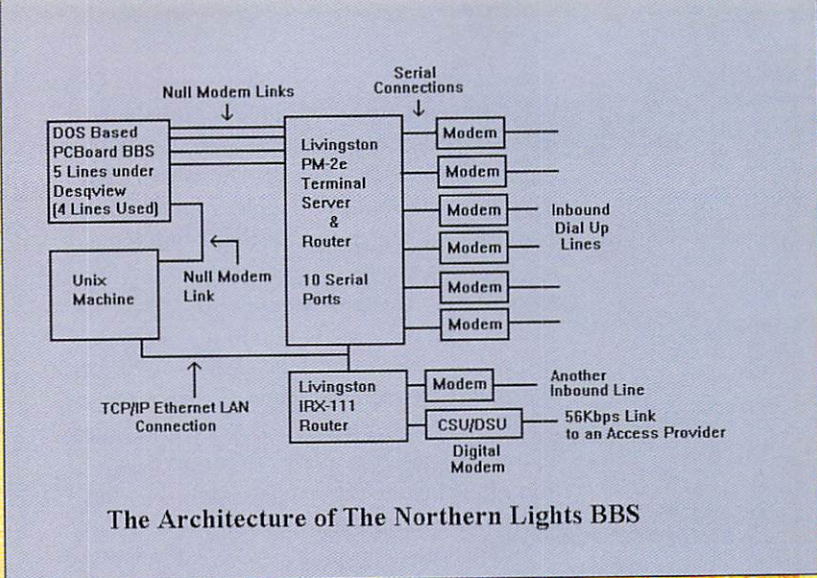 Null Modem Links
Serial
Connections
DOS Based
PCBoard BBS
5 Lines under
Desqview
(4 Lines Used)
Livingston
PM-2e
Terminal
Server
&
Router
10 Serial
Ports
Modem
Modem
Modem
Modem
Modem
Modem
Inbound
Dial Up
Lines
Unix
Machine
Null Modem
Link
TCP/IP Ethernet LAN
Connection
Livingston
IRX-111
Router
Modem
Another
Inbound Line
CSU/DSU
56Kbps Link
to an Access Provider
Digital
Modem
The Architecture of The Northern Lights BBS